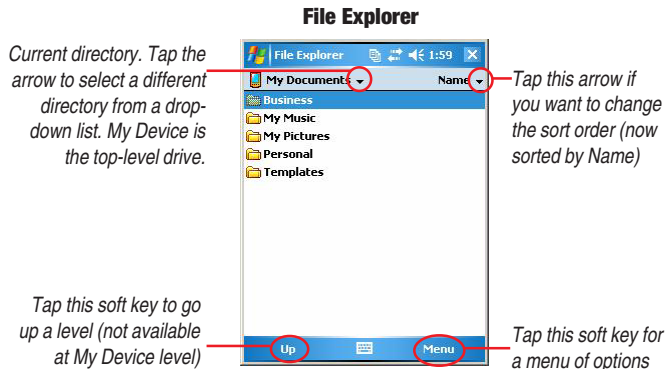 File Explorer
Current directory. Tap the
arrow to select a different
directory from a drop-
down list. My Device is
the top-level drive.
File Explorer 1:59
My Documents Name
Business
My Music
My Pictures
Personal
Templates
Tap this arrow if
you want to change
the sort order (now
sorted by Name)
Tap this soft key to go
up a level (not available
at My Device level)
Up Menu
Tap this soft key for
a menu of options